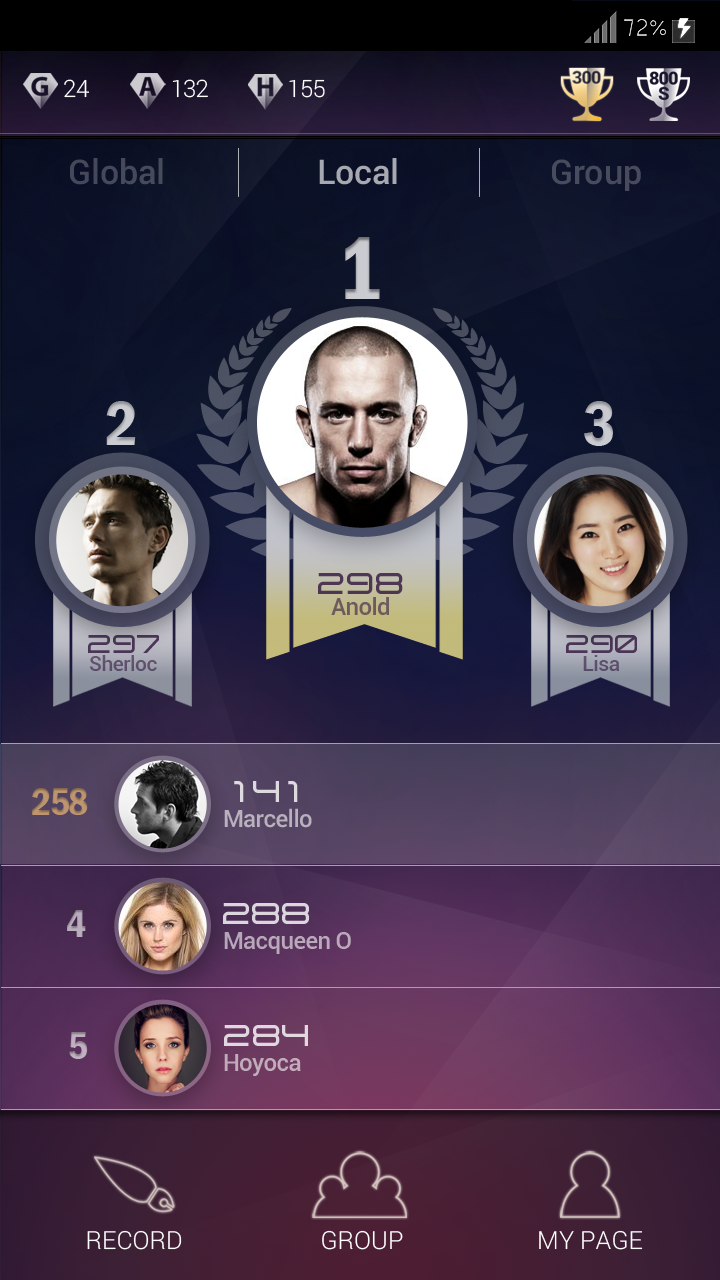 72%
G 24 A 132 H 155 300 800 S
Global Local Group
1
2 3
298
Anold
297 290
Sherloc Lisa
258 141
Marcello
4 288
Macqueen O
5 284
Hoyoca
RECORD GROUP MY PAGE